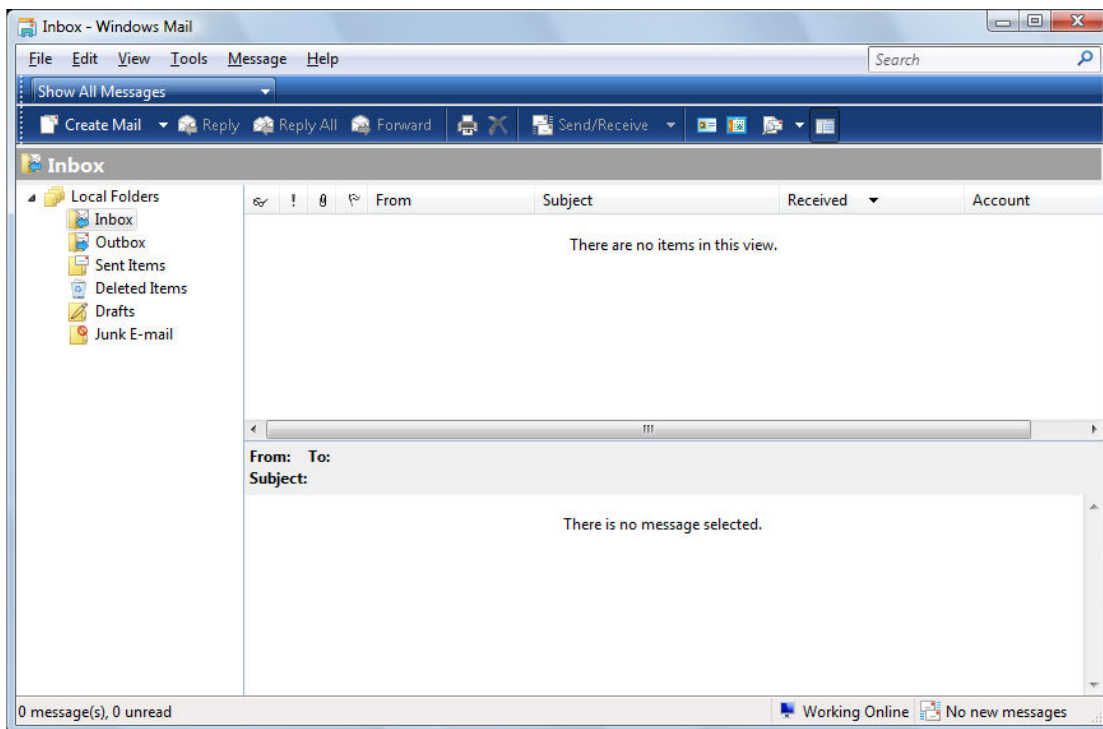 Inbox - Windows Mail
File Edit View Tools Message Help Search
Show All Messages
Create Mail Reply Reply All Forward Send/Receive
Inbox
Local Folders
Inbox
Outbox
Sent Items
Deleted Items
Drafts
Junk E-mail
! From Subject Received Account
There are no items in this view.
From: To:
Subject:
There is no message selected.
0 message(s), 0 unread Working Online No new messages